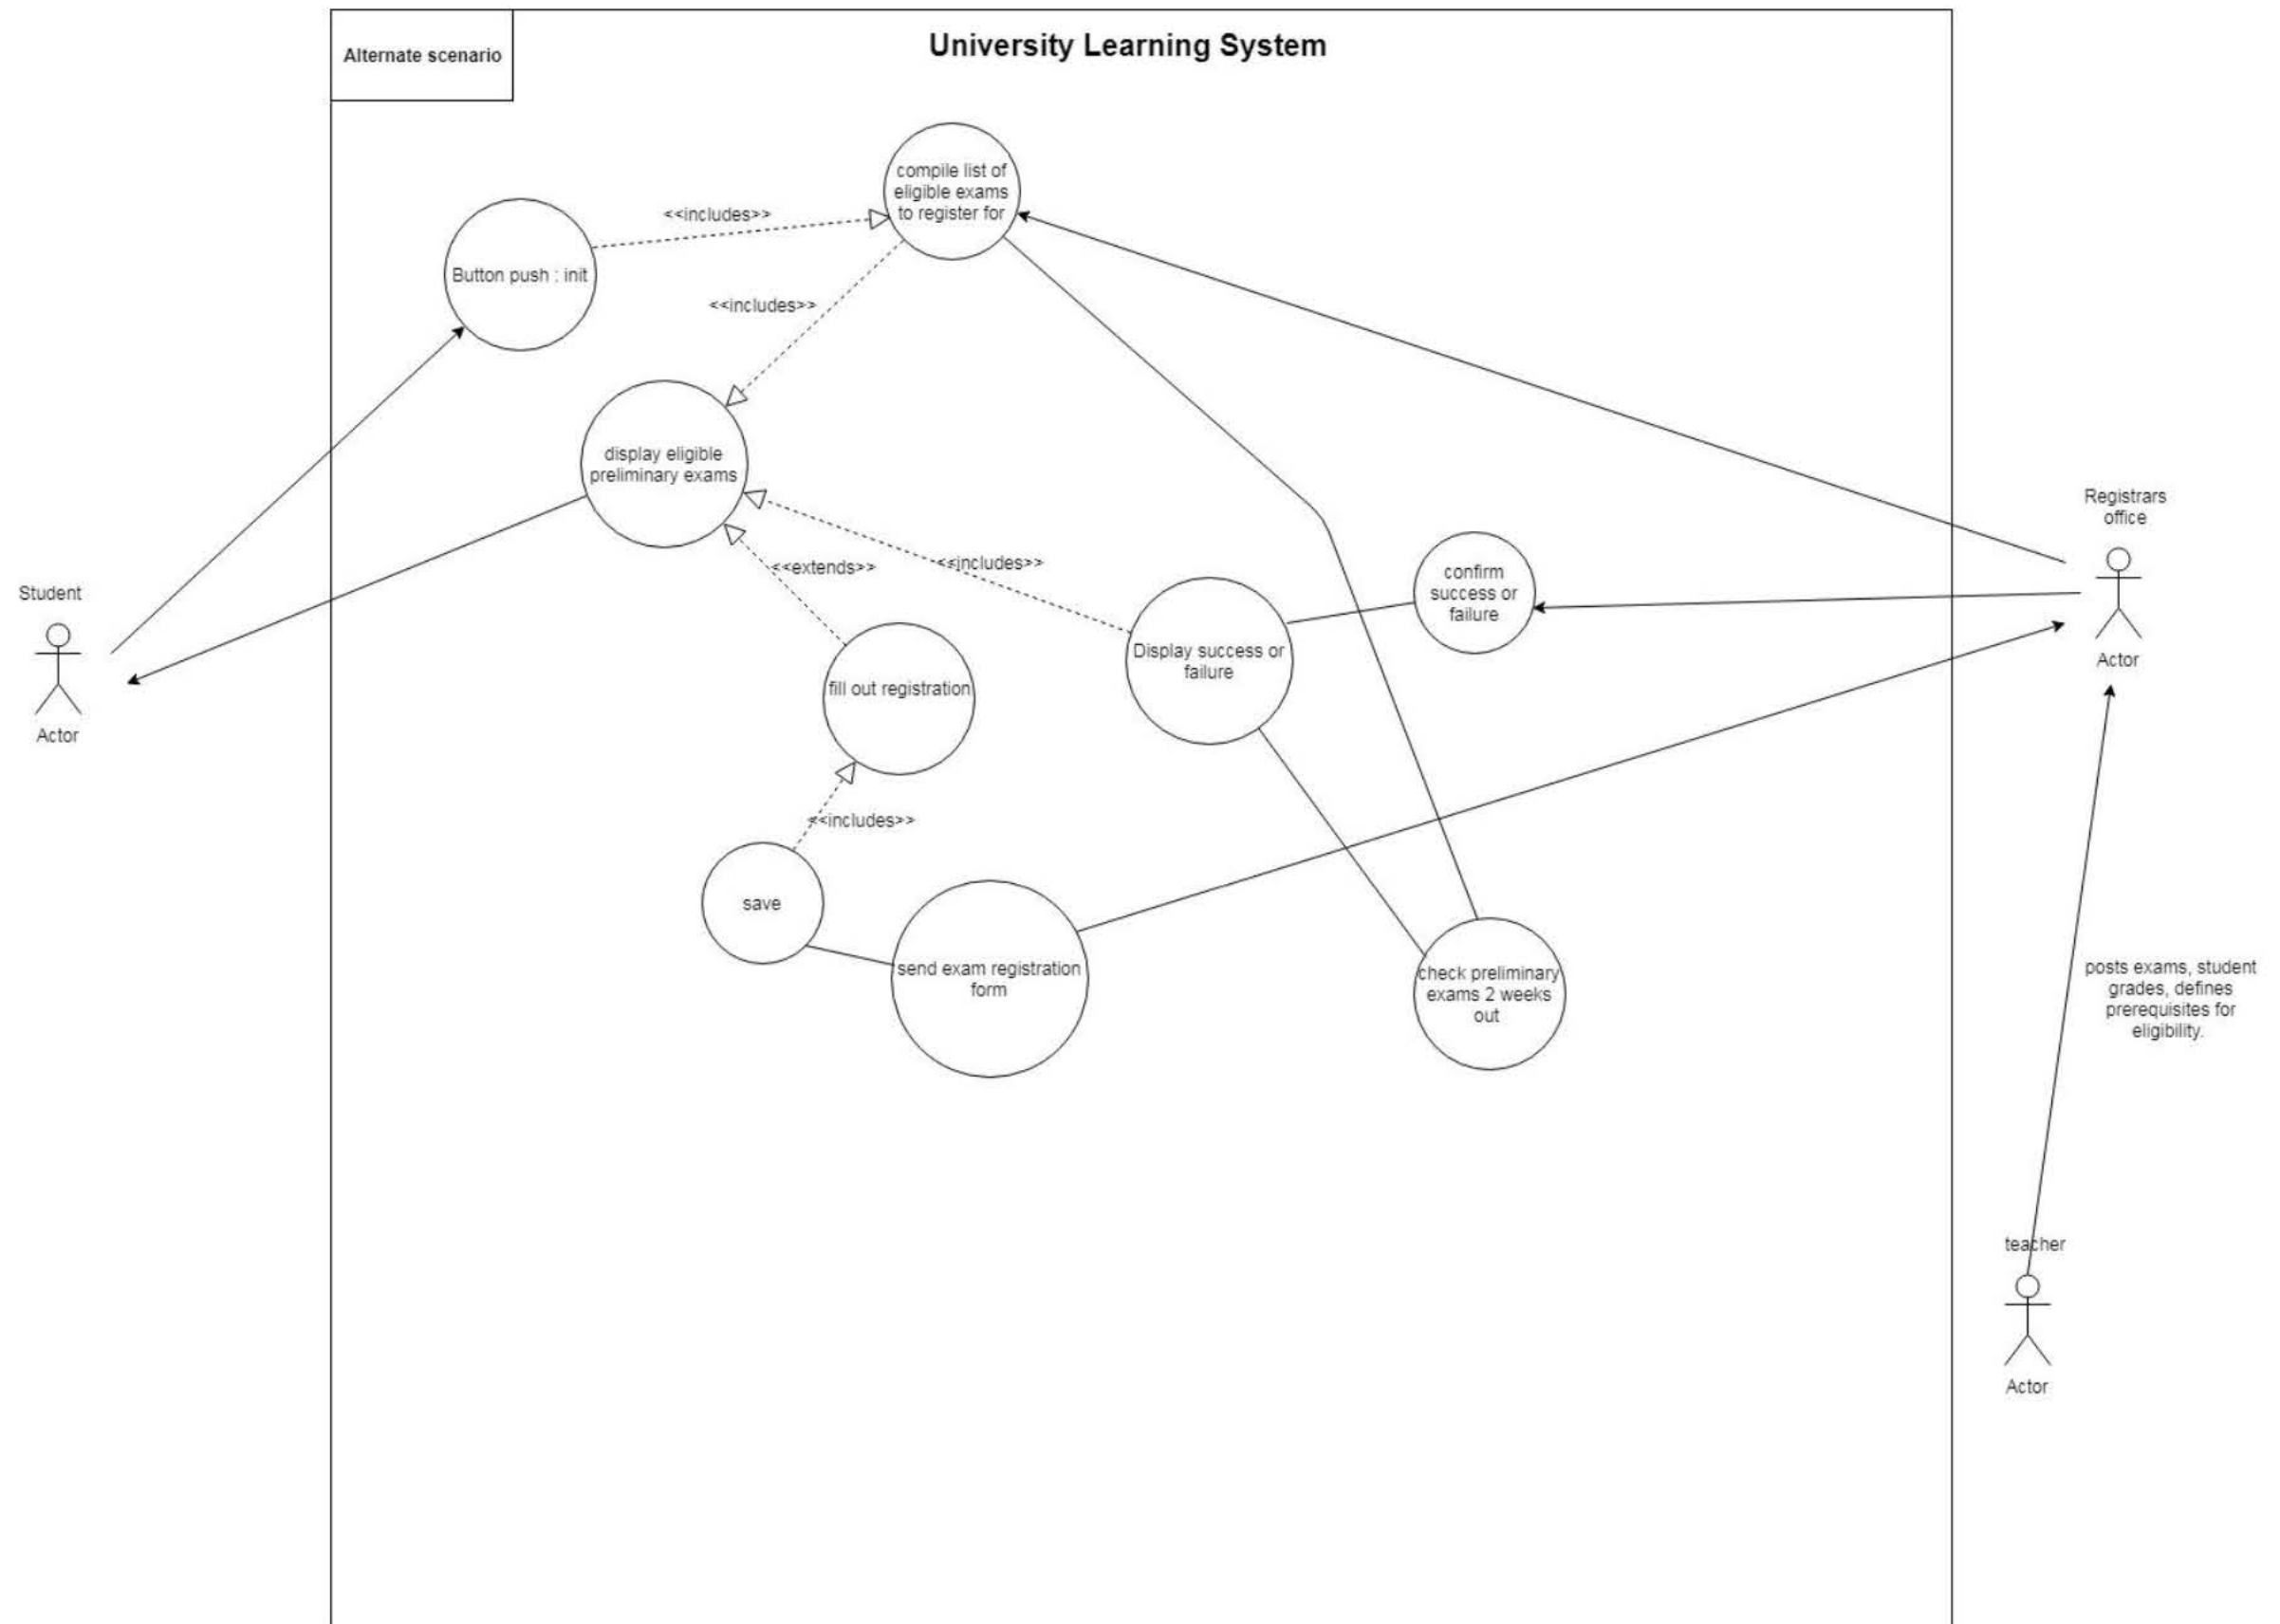 Alternate scenario
University Learning System
compile list of
eligible exams
to register for
<<includes>>
Button push : init
<<includes>>
display eligible
preliminary exams
Registrars
office
<<extends>>
<<includes>>
confirm
success or
failure
Student
Display success or
failure
Actor
fill out registration
Actor
<<includes>>
save
send exam registration
form
check preliminary
exams 2 weeks
out
posts exams, student
grades, defines
prerequisites for
eligibility.
teacher
Actor